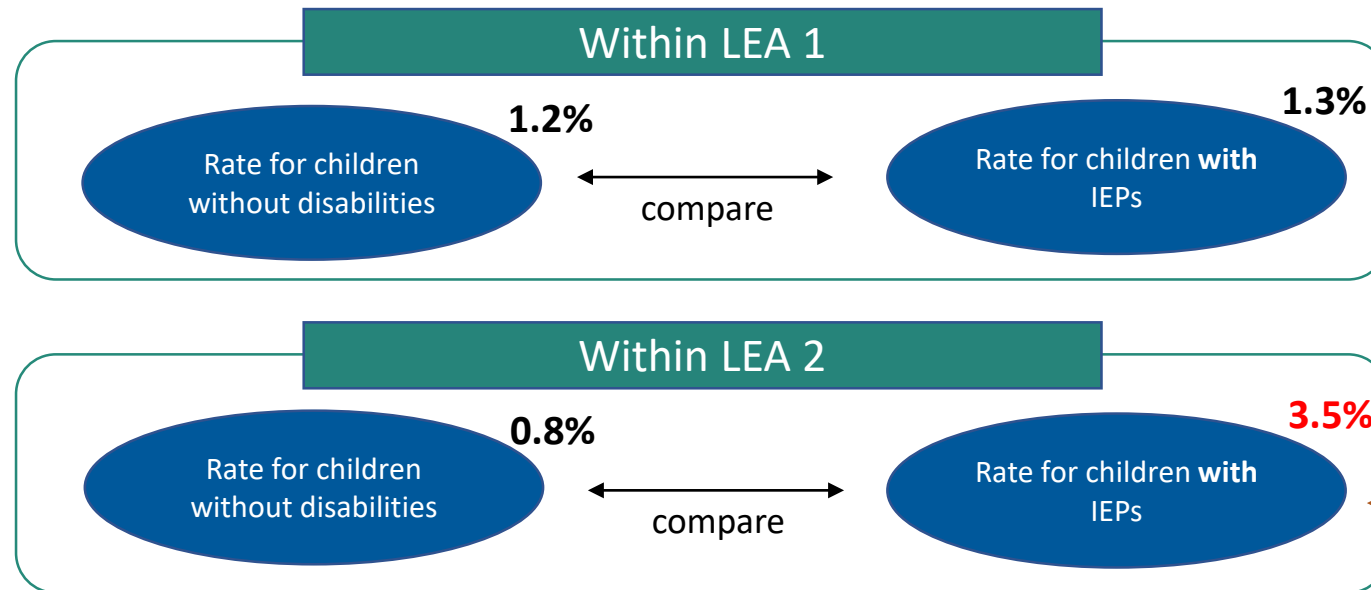 Within LEA 1
1.2%
1.3%
Rate for children
without disabilities
compare
Rate for children with
IEPs
Within LEA 2
0.8%
3.5%
Rate for children
without disabilities
compare
Rate for children with
IEPs